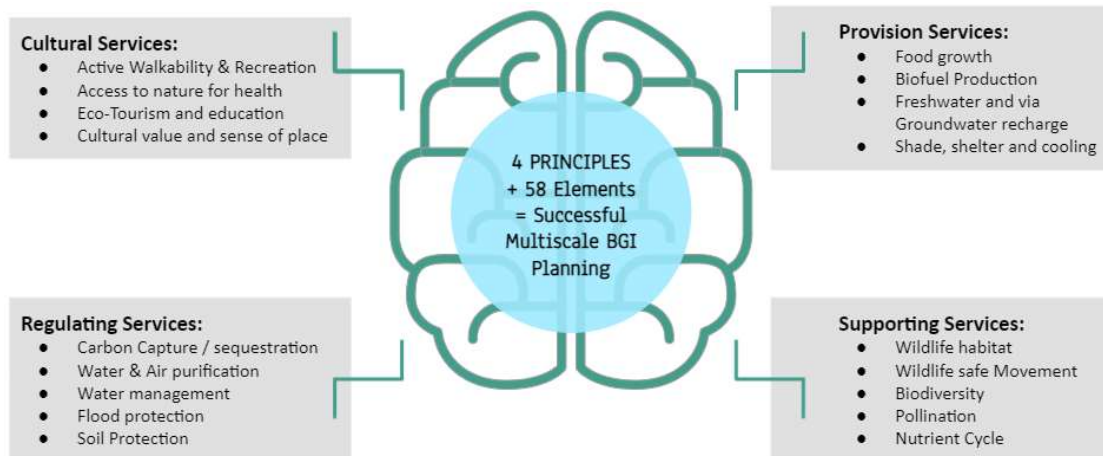 Cultural Services:
● Active Walkability & Recreation
● Access to nature for health
● Eco-Tourism and education
● Cultural value and sense of place
Provision Services:
● Food growth
● Biofuel Production
● Freshwater and via
Groundwater recharge
● Shade, shelter and cooling
4 PRINCIPLES
+ 58 Elements
= Successful
Multiscale BGI
Planning
Regulating Services:
● Carbon Capture / sequestration
● Water & Air purification
● Water management
● Flood protection
● Soil Protection
Supporting Services:
● Wildlife habitat
● Wildlife safe Movement
● Biodiversity
● Pollination
● Nutrient Cycle